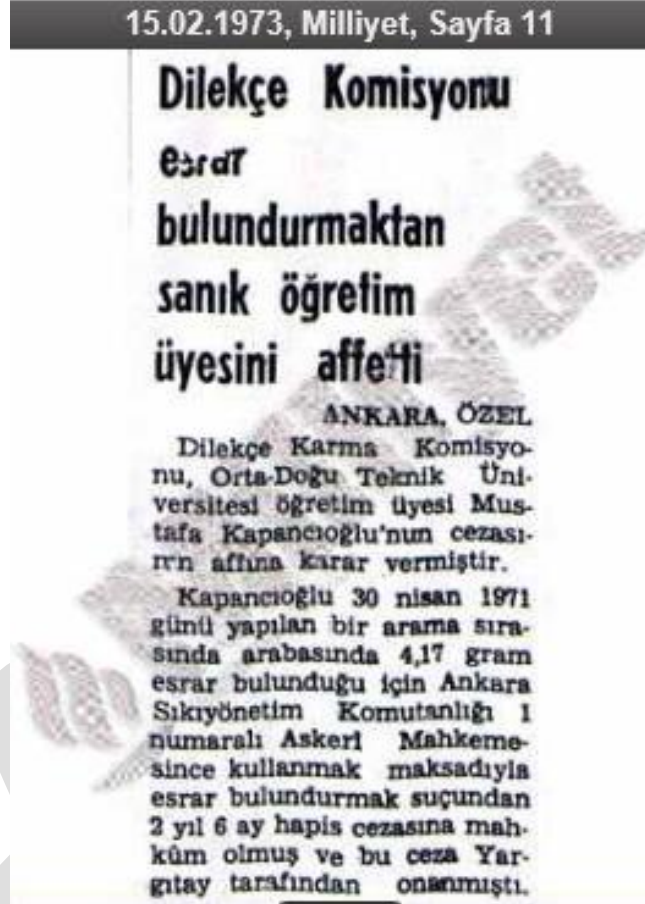 15.02.1973, Milliyet, Sayfa 11
Dilekçe Komisyonu
esrar
bulundurmaktan
sanık öğretim
üyesini affetti
ANKARA, ÖZEL
Dilekçe Karma Komisyo-
nu, Orta-Doğu Teknik Üni-
versitesi öğretim üyesi Mus-
tafa Kapancıoğlu'nun cezası-
nın affına karar vermiştir.
Kapancıoğlu 30 nisan 1971
günü yapılan bir arama sıra-
sında arabasında 4,17 gram
esrar bulunduğu için Ankara
Sıkıyönetim Komutanlığı 1
numaralı Askerî Mahkeme-
since kullanmak maksadıyla
esrar bulundurmak suçundan
2 yıl 6 ay hapis cezasına mah-
kûm olmuş ve bu ceza Yar-
gıtay tarafından onanmıştı.
Milliyet